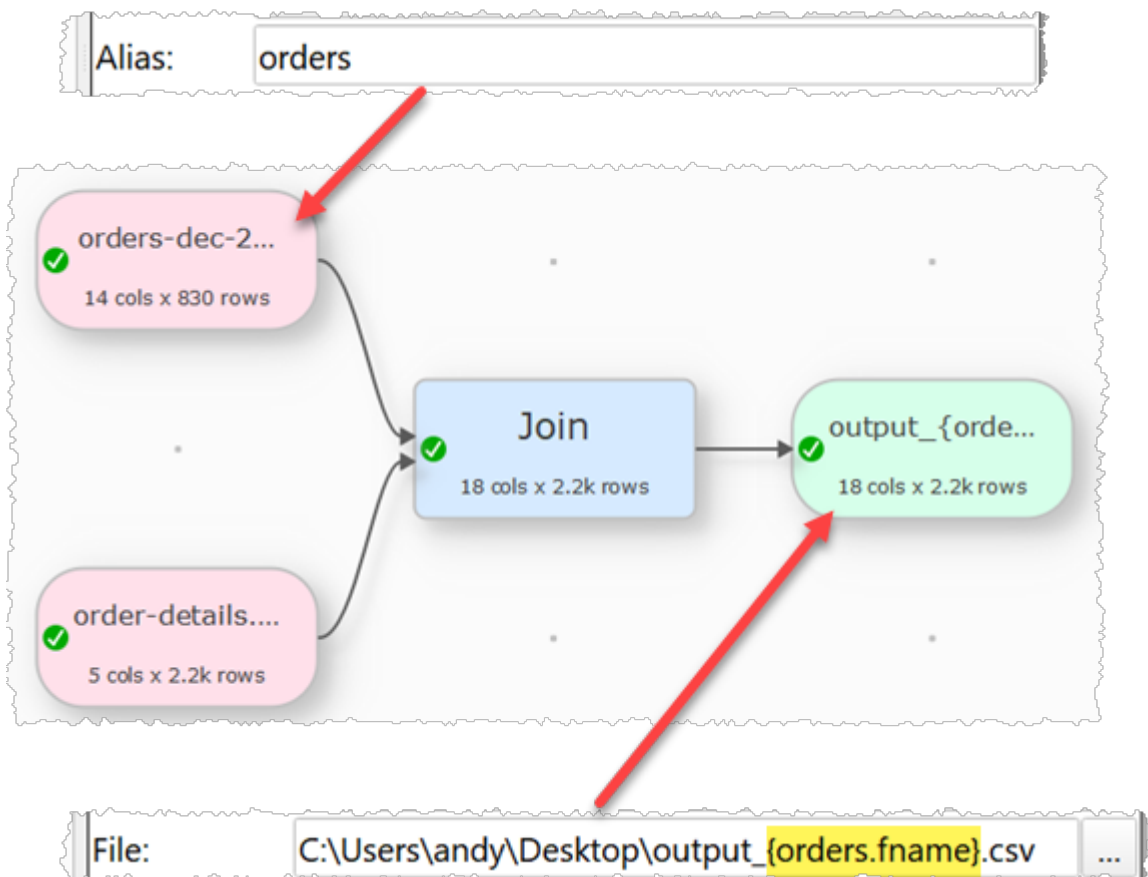 Alias: orders
orders-dec-2...
14 cols x 830 rows
Join
18 cols x 2.2k rows
output_{orde...
18 cols x 2.2k rows
order-details....
5 cols x 2.2k rows
File: C:\Users\andy\Desktop\output_{orders.fname}.csv ...